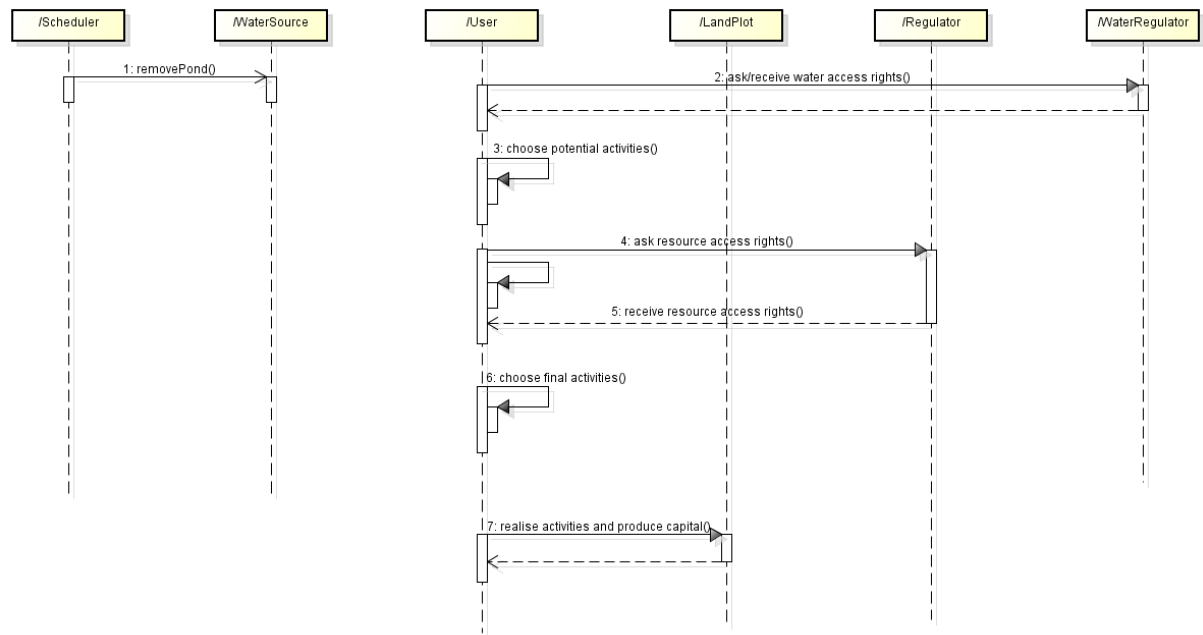 /Scheduler
/WaterSource
/User
/LandPlot
/Regulator
/WaterRegulator
1: removePond()
2: ask/receive water access rights()
3: choose potential activities()
4: ask resource access rights()
5: receive resource access rights()
6: choose final activities()
7: realise activities and produce capital()